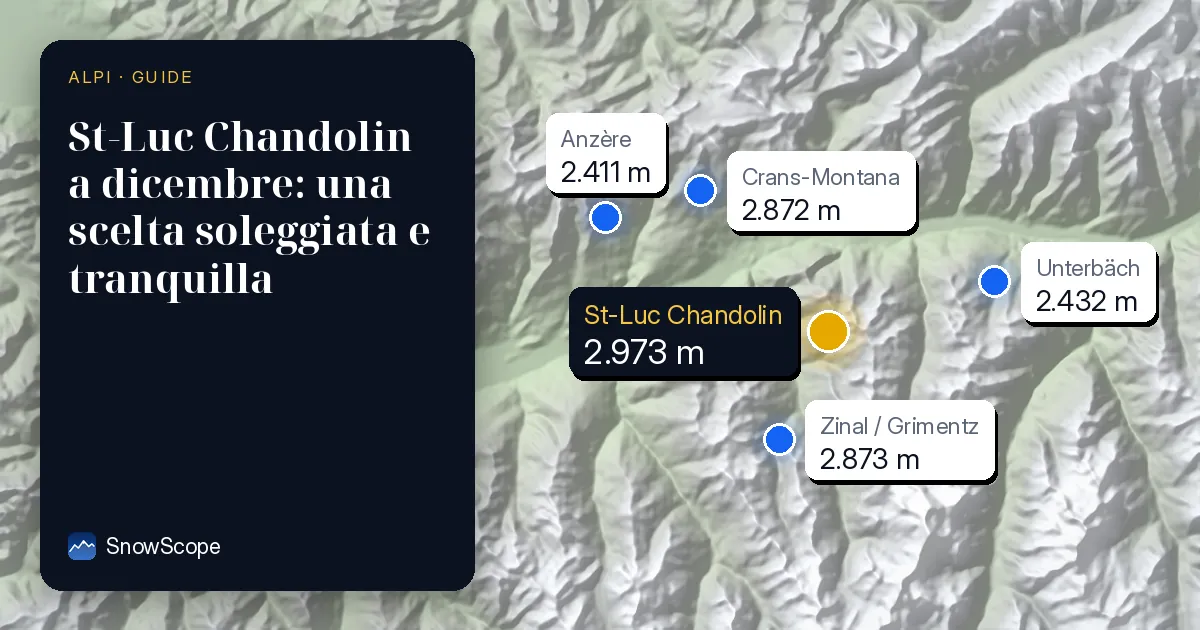 ALPI · GUIDE
St-Luc Chandolin
a dicembre: una
scelta soleggiata e
tranquilla
SnowScope
Anzère
2.411 m
Crans-Montana
2.872 m
Unterbäch
2.432 m
St-Luc Chandolin
2.973 m
Zinal / Grimentz
2.873 m